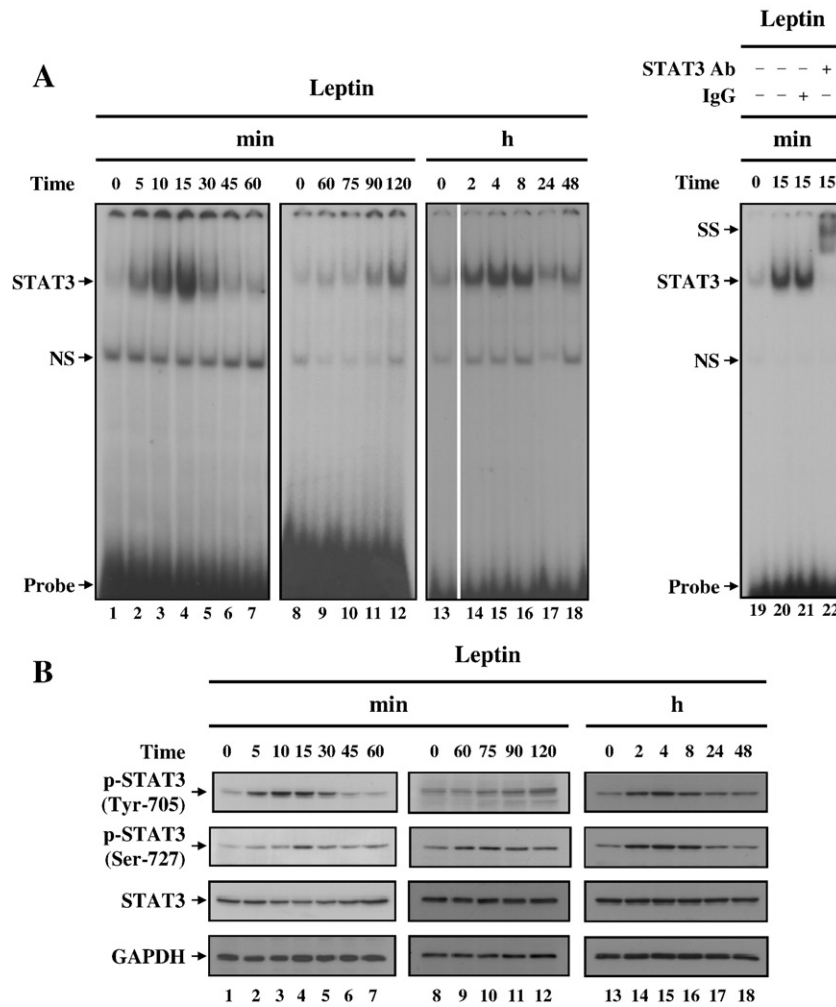 A
Leptin
min h
Time 0 5 10 15 30 45 60 0 60 75 90 120 0 2 4 8 24 48
STAT3
NS
Probe
1 2 3 4 5 6 7 8 9 10 11 12 13 14 15 16 17 18
Leptin
STAT3 Ab – – – +
IgG – – +
min
Time 0 15 15 15
SS
STAT3
NS
Probe
19 20 21 22
B
Leptin
min h
Time 0 5 10 15 30 45 60 0 60 75 90 120 0 2 4 8 24 48
p-STAT3
(Tyr-705)
p-STAT3
(Ser-727)
STAT3
GAPDH
1 2 3 4 5 6 7 8 9 10 11 12 13 14 15 16 17 18